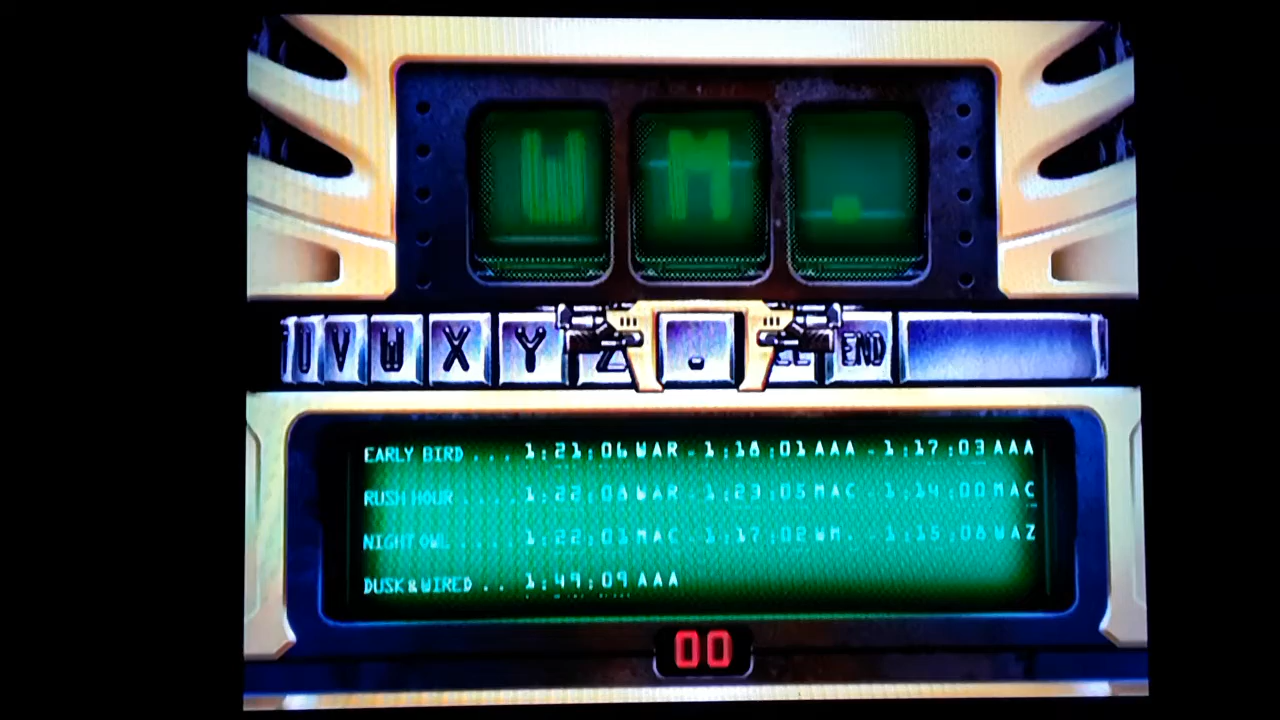 W M .
U V W X Y Z . END
EARLY BIRD . . . 1:21:06 WAR - 1:18:01 AAA - 1:17:03 AAA
RUSH HOUR . . . . 1:22:08 WAR - 1:23:05 MAC - 1:14:00 MAC
NIGHT OWL . . . . 1:22:01 MAC - 1:17:02 WM. - 1:15:08 WAZ
DUSK & WIRED . . 1:49:09 AAA
00